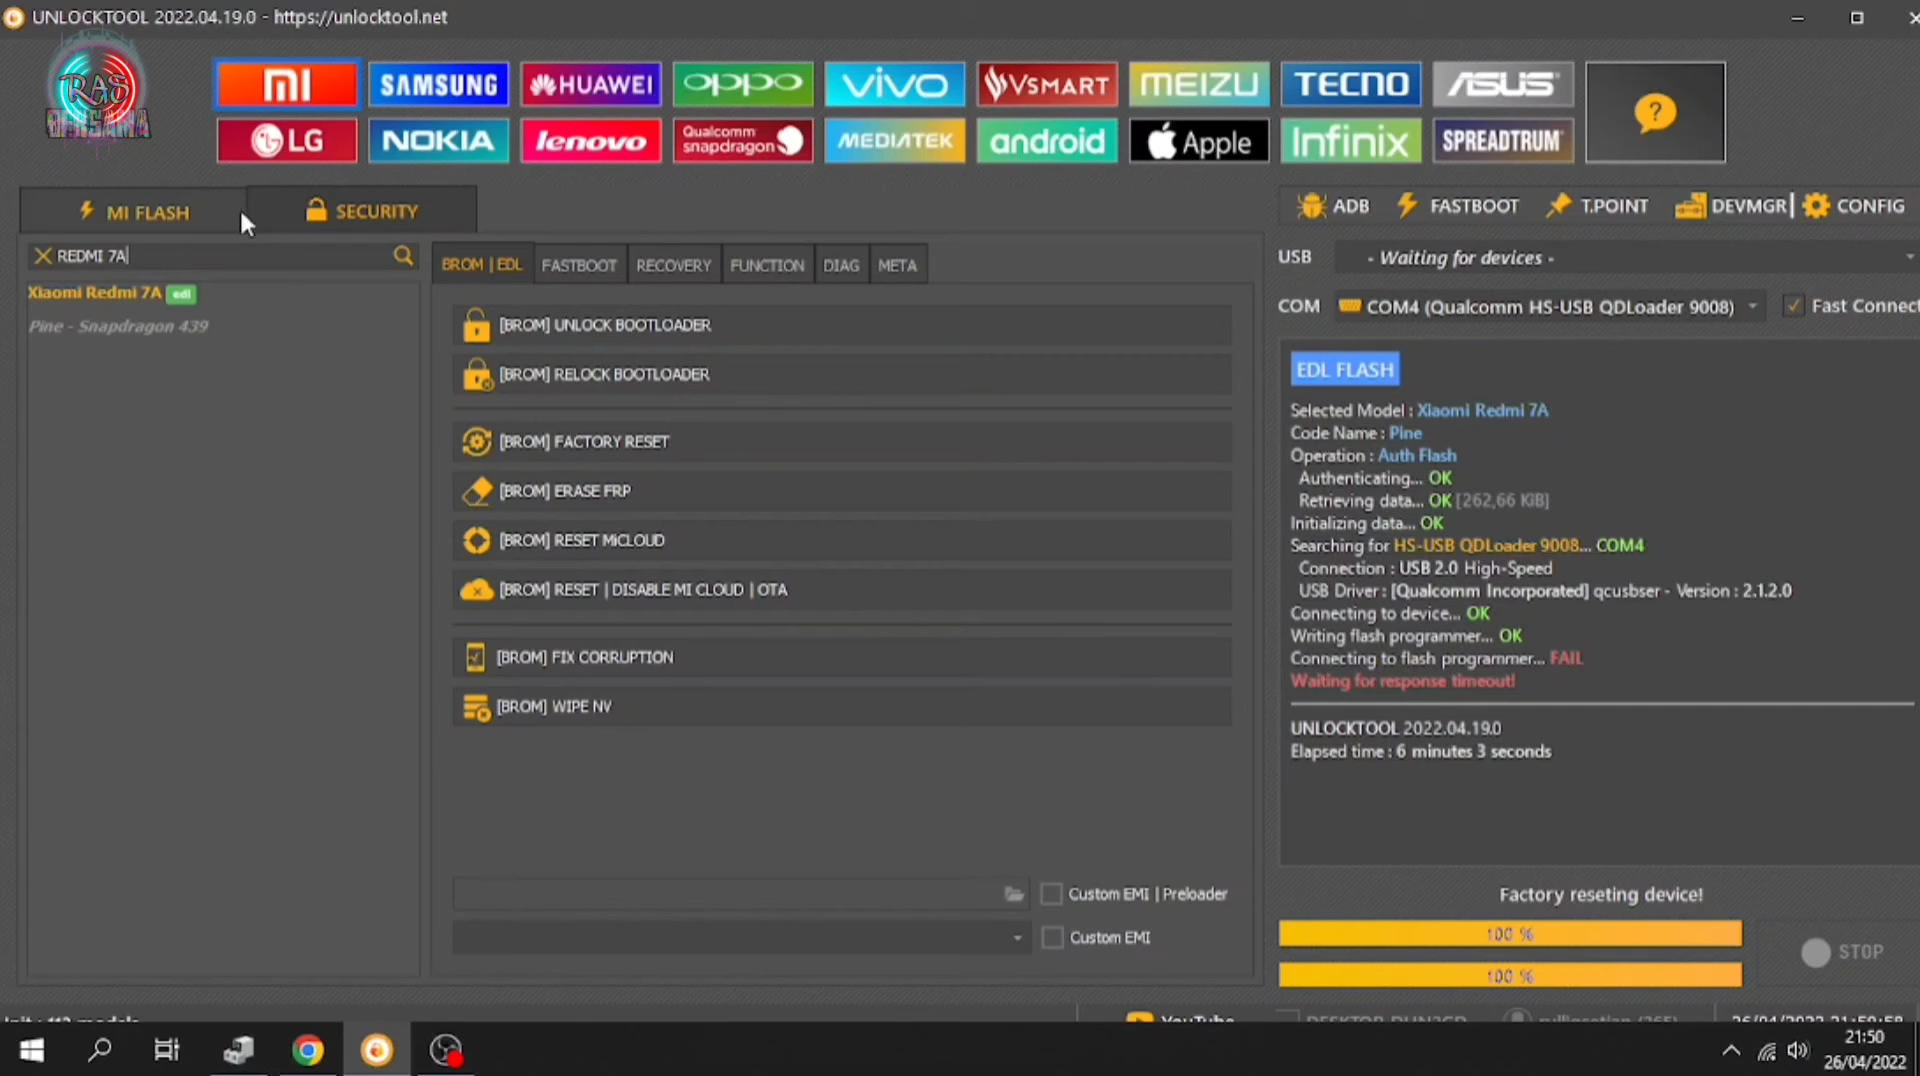 UNLOCKTOOL 2022.04.19.0 - https://unlocktool.net
RAS
BERSAMA
MI SAMSUNG HUAWEI oppo vivo VSMART MEIZU TECNO ASUS ?
LG NOKIA lenovo Qualcomm snapdragon MEDIATEK android Apple Infinix SPREADTRUM
MI FLASH SECURITY
ADB FASTBOOT T.POINT DEVMGR CONFIG
REDMI 7A
BROM | EDL FASTBOOT RECOVERY FUNCTION DIAG META
USB - Waiting for devices -
Xiaomi Redmi 7A edl
Pine - Snapdragon 439
COM COM4 (Qualcomm HS-USB QDLoader 9008) Fast Connect
[BROM] UNLOCK BOOTLOADER
[BROM] RELOCK BOOTLOADER
[BROM] FACTORY RESET
[BROM] ERASE FRP
[BROM] RESET MiCLOUD
[BROM] RESET | DISABLE MI CLOUD | OTA
[BROM] FIX CORRUPTION
[BROM] WIPE NV
Custom EMI | Preloader
Custom EMI
EDL FLASH
Selected Model : Xiaomi Redmi 7A
Code Name : Pine
Operation : Auth Flash
Authenticating... OK
Retrieving data... OK [262,66 KiB]
Initializing data... OK
Searching for HS-USB QDLoader 9008... COM4
Connection : USB 2.0 High-Speed
USB Driver : [Qualcomm Incorporated] qcusbser - Version : 2.1.2.0
Connecting to device... OK
Writing flash programmer... OK
Connecting to flash programmer... FAIL
Waiting for response timeout!
UNLOCKTOOL 2022.04.19.0
Elapsed time : 6 minutes 3 seconds
Factory reseting device!
100 %
100 %
STOP
YouTube
21:50
26/04/2022